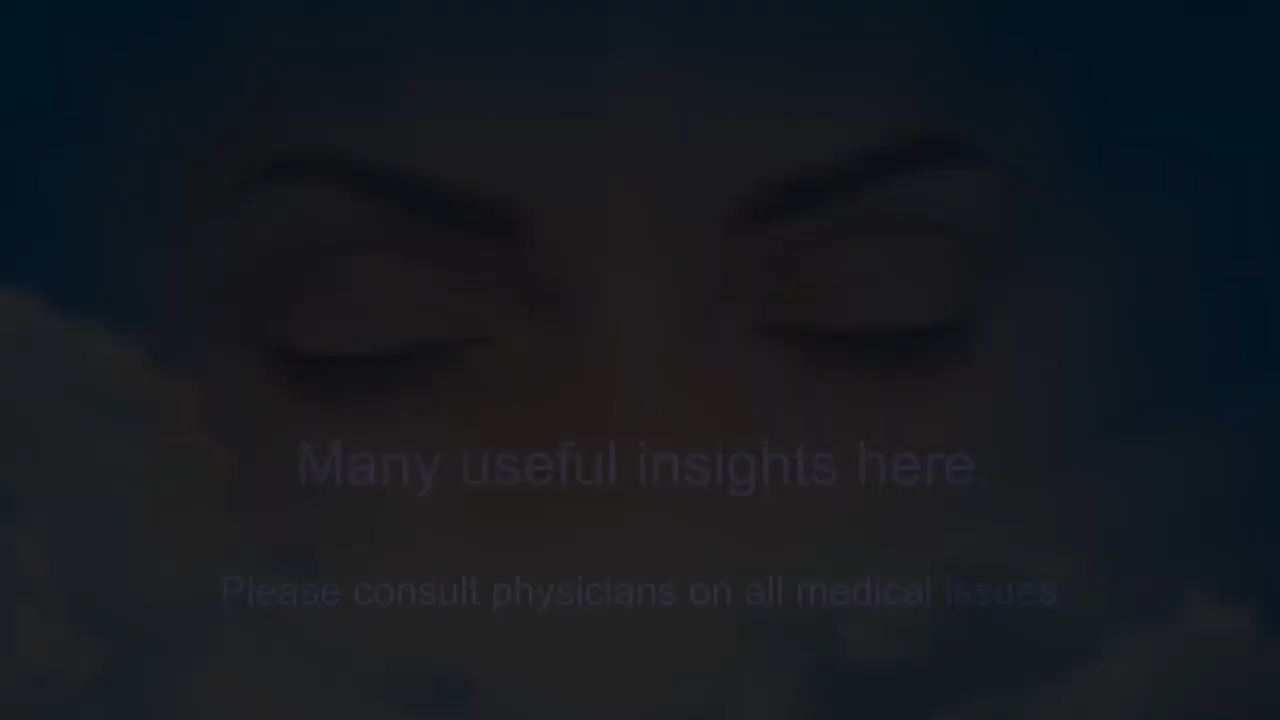 Many useful insights here.
Please consult physicians on all medical issues.